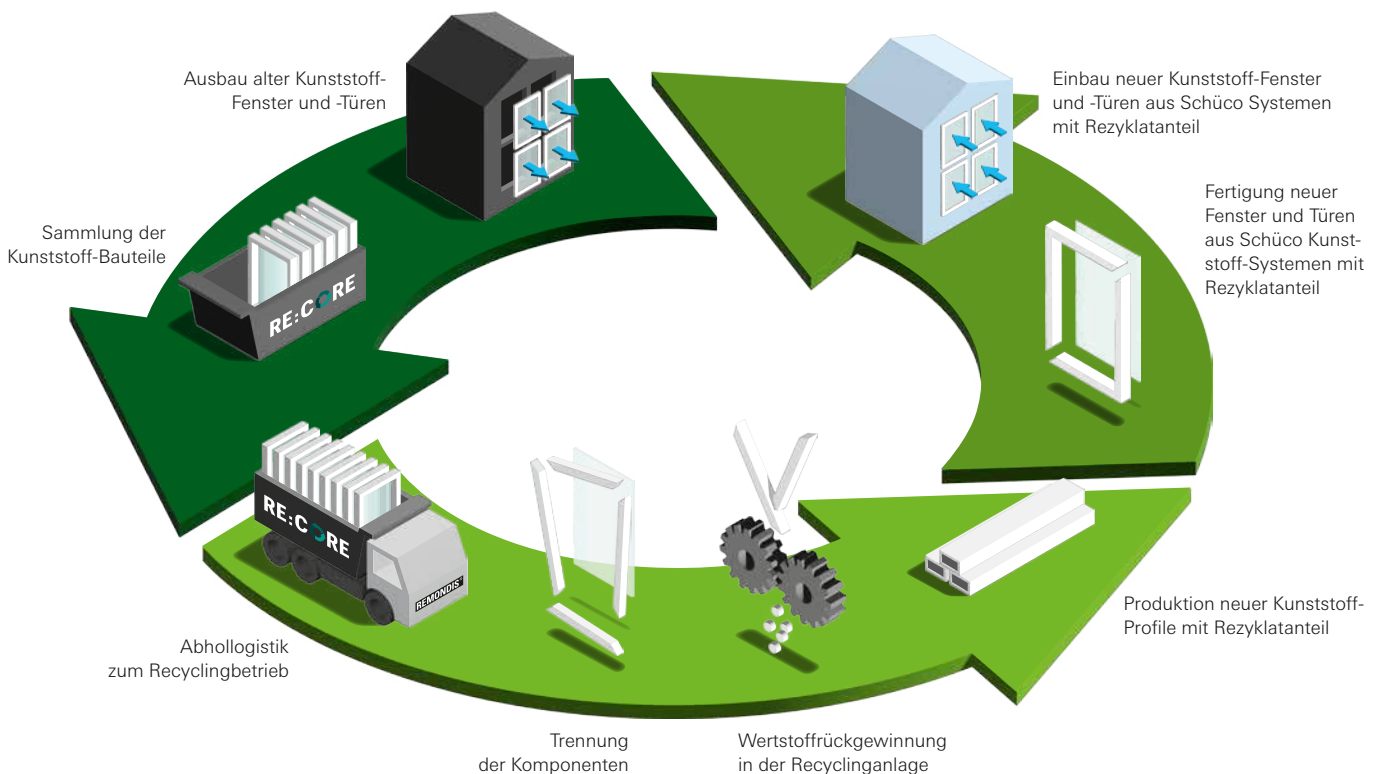 Ausbau alter Kunststoff-
Fenster und -Türen
Einbau neuer Kunststoff-Fenster
und -Türen aus Schüco Systemen
mit Rezyklatanteil
Fertigung neuer
Fenster und Türen
aus Schüco Kunst-
stoff-Systemen mit
Rezyklatanteil
Sammlung der
Kunststoff-Bauteile
RE:CORE
RE:CORE
REMONDIS
Abhollogistik
zum Recyclingbetrieb
Produktion neuer Kunststoff-
Profile mit Rezyklatanteil
Trennung
der Komponenten
Wertstoffrückgewinnung
in der Recyclinganlage